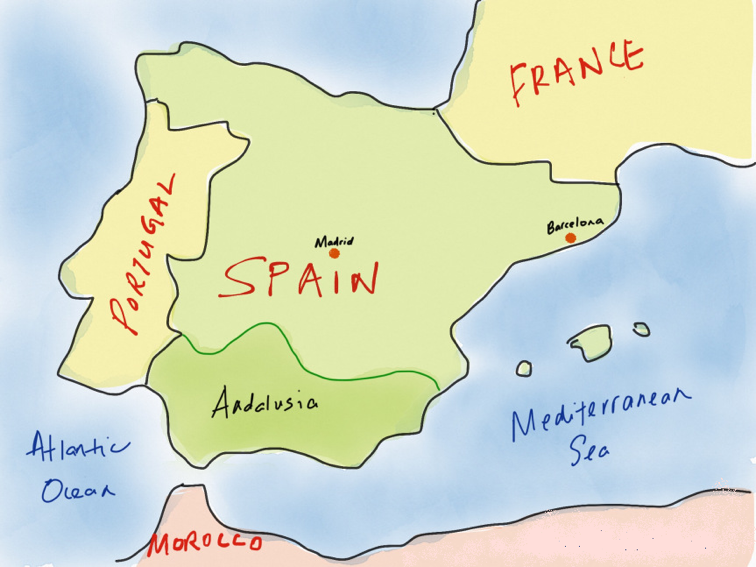 FRANCE
PORTUGAL
Barcelona
Madrid
SPAIN
Andalusia
Mediterranean
Sea
Atlantic
Ocean
MOROCCO